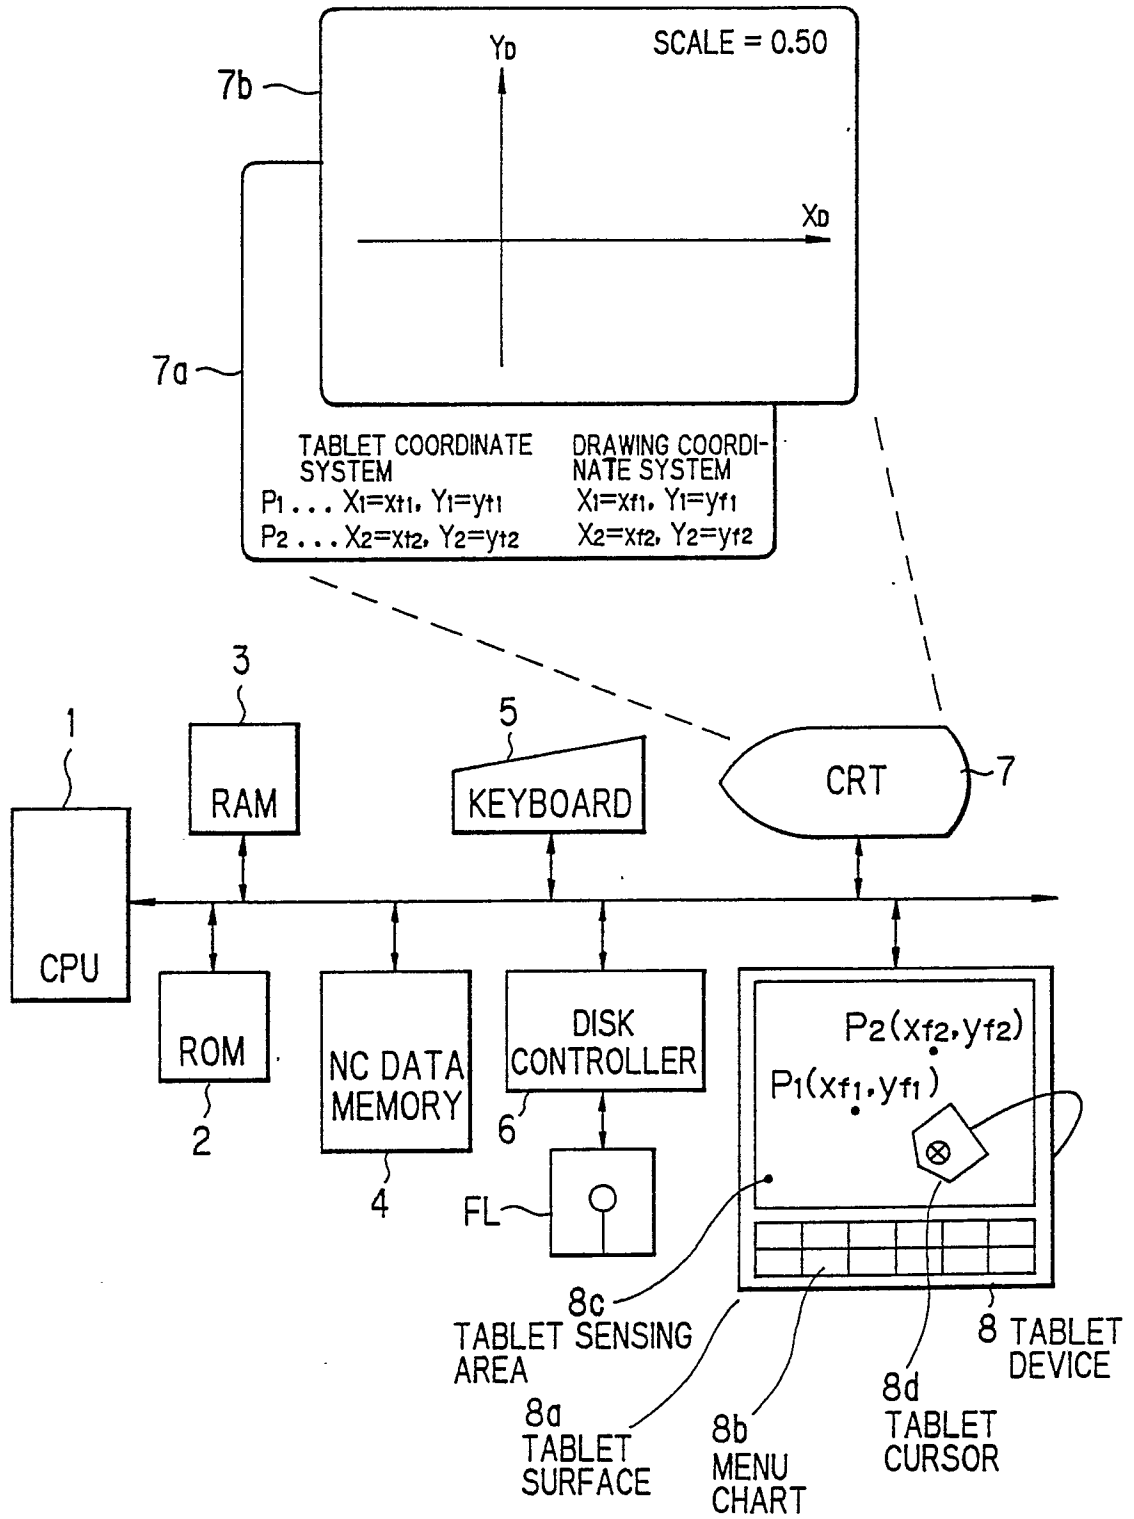 7b
YD
SCALE = 0.50
XD
7a
TABLET COORDINATE
SYSTEM
DRAWING COORDI-
NATE SYSTEM
P1 ... X1=xt1, Y1=yt1
X1=xf1, Y1=yf1
P2 ... X2=xt2, Y2=yt2
X2=xf2, Y2=yf2
3
1
5
RAM
KEYBOARD
CRT
7
CPU
ROM
2
NC DATA
MEMORY
4
DISK
CONTROLLER
6
FL
P2(xf2,yf2)
P1(xf1,yf1)
8c
TABLET SENSING
AREA
8 TABLET
DEVICE
8a
TABLET
SURFACE
8b
MENU
CHART
8d
TABLET
CURSOR